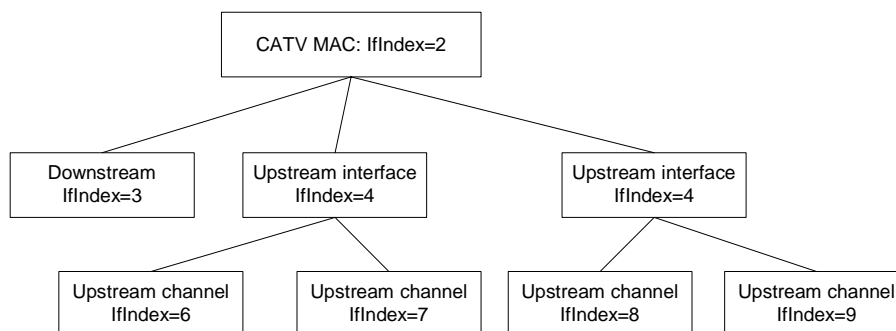 CATV MAC: IfIndex=2
Downstream
IfIndex=3
Upstream interface
IfIndex=4
Upstream interface
IfIndex=4
Upstream channel
IfIndex=6
Upstream channel
IfIndex=7
Upstream channel
IfIndex=8
Upstream channel
IfIndex=9